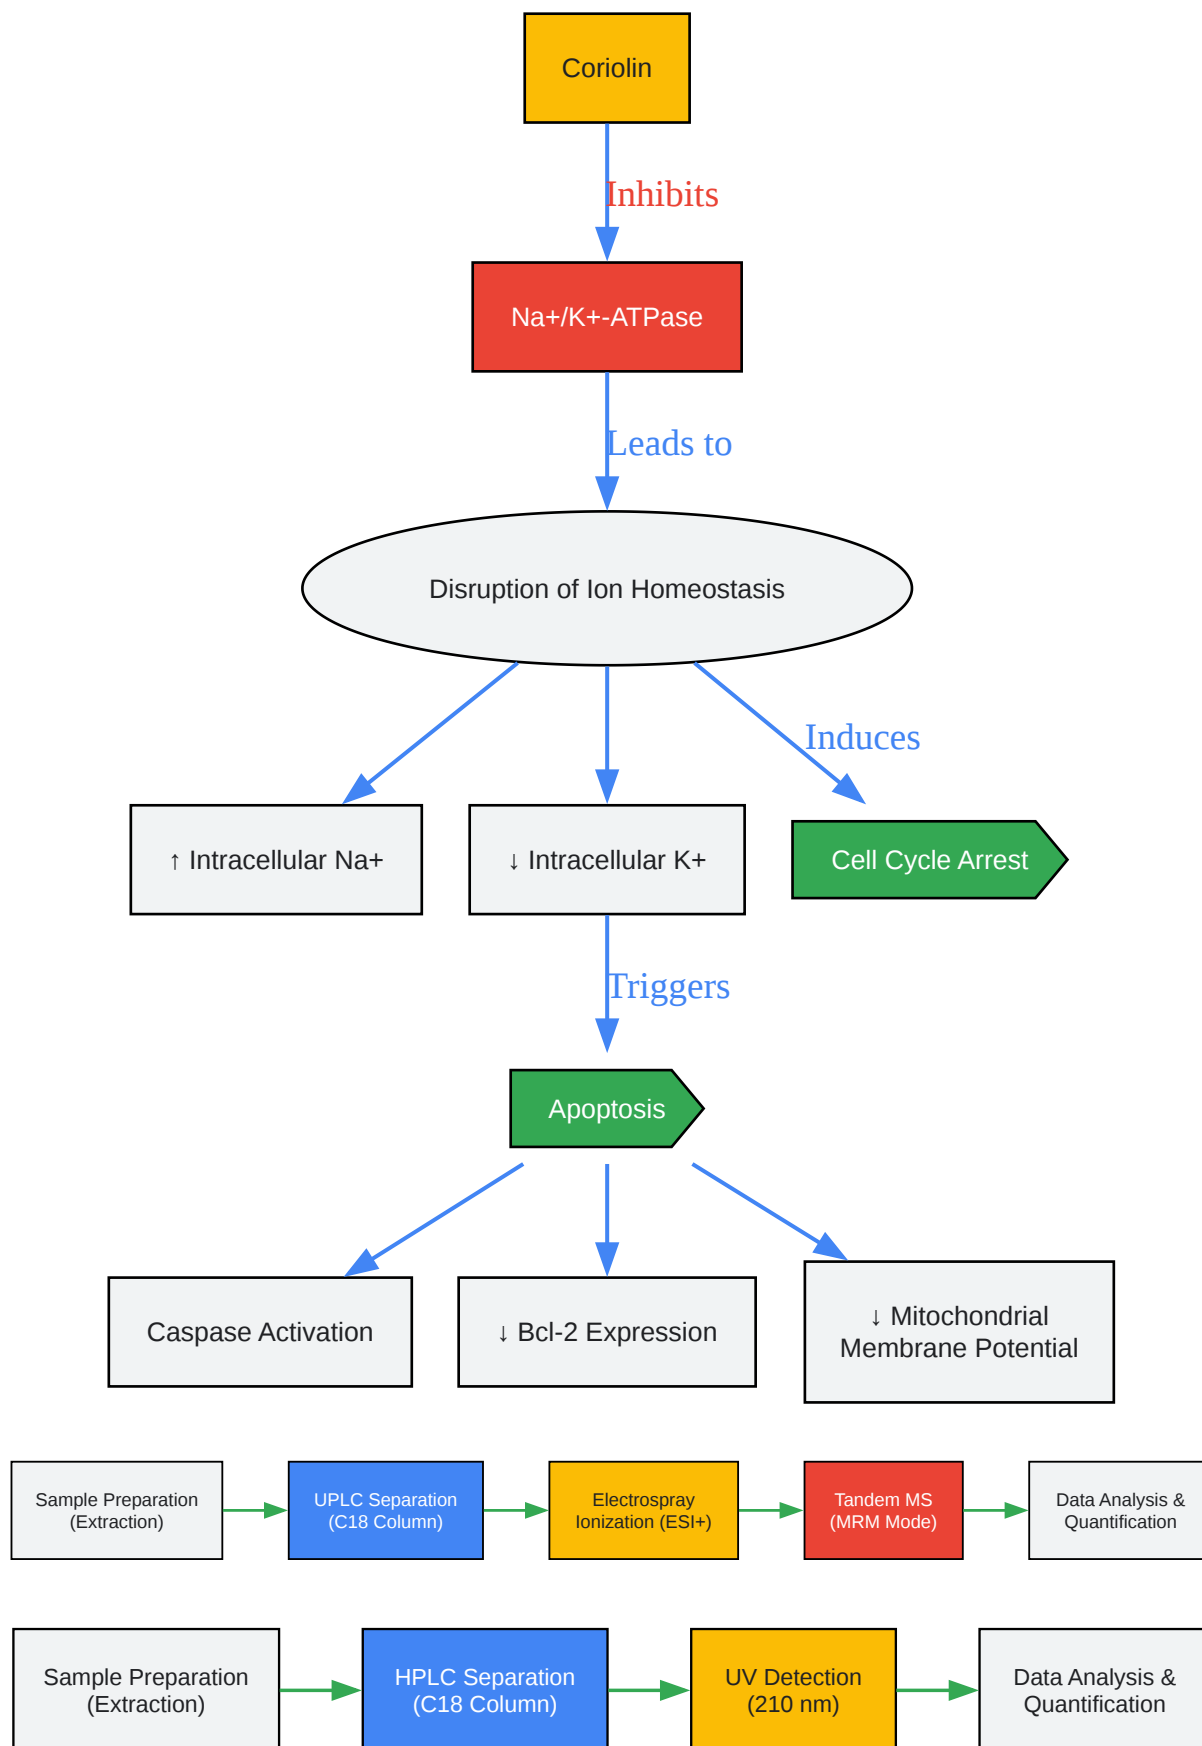 Coriolin
Inhibits
Na+/K+-ATPase
Leads to
Disruption of Ion Homeostasis
Induces
↑ Intracellular Na+
↓ Intracellular K+
Cell Cycle Arrest
Triggers
Apoptosis
Caspase Activation
↓ Bcl-2 Expression
↓ Mitochondrial
Membrane Potential
Sample Preparation
(Extraction)
UPLC Separation
(C18 Column)
Electrospray
Ionization (ESI+)
Tandem MS
(MRM Mode)
Data Analysis &
Quantification
Sample Preparation
(Extraction)
HPLC Separation
(C18 Column)
UV Detection
(210 nm)
Data Analysis &
Quantification